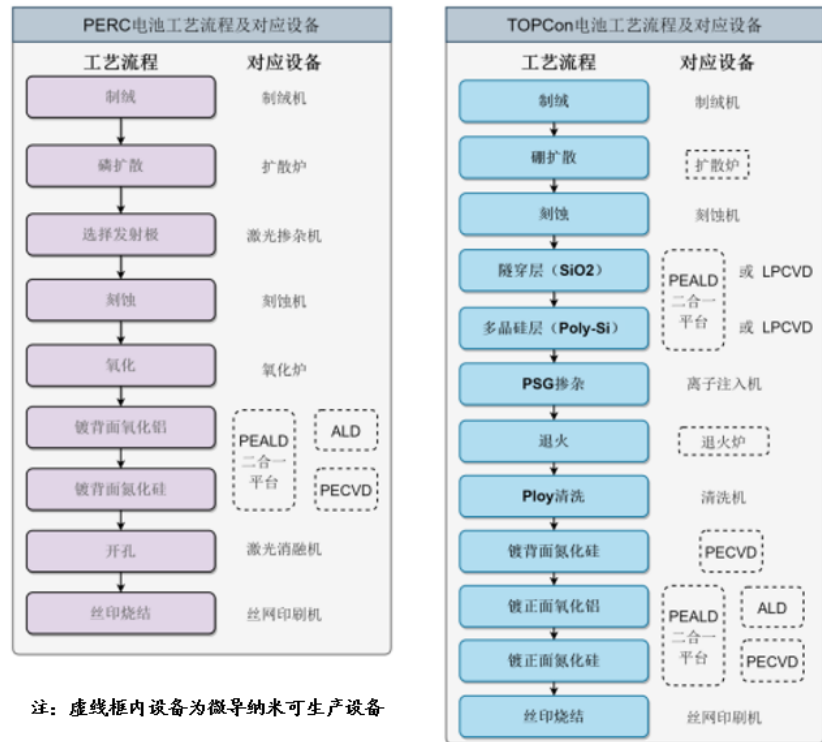 PERC电池工艺流程及对应设备
工艺流程 对应设备
制绒 制绒机
磷扩散 扩散炉
选择发射极 激光掺杂机
刻蚀 刻蚀机
氧化 氧化炉
镀背面氧化铝
PEALD
二合一
平台
ALD
镀背面氮化硅
PECVD
开孔 激光消融机
丝印烧结 丝网印刷机
注：虚线框内设备为微导纳米可生产设备
TOPCon电池工艺流程及对应设备
工艺流程 对应设备
制绒 制绒机
硼扩散 扩散炉
刻蚀 刻蚀机
隧穿层（SiO2）
PEALD
二合一
平台
或 LPCVD
多晶硅层（Poly-Si）
或 LPCVD
PSG掺杂 离子注入机
退火 退火炉
Ploy清洗 清洗机
镀背面氮化硅 PECVD
镀正面氧化铝
PEALD
二合一
平台
ALD
镀正面氮化硅
PECVD
丝印烧结 丝网印刷机